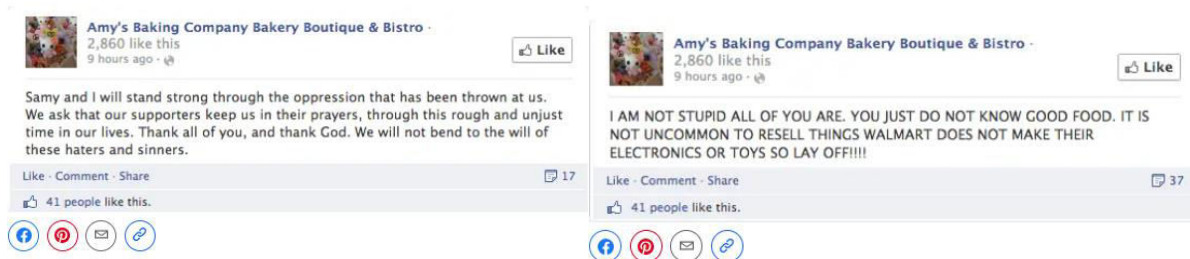 Amy's Baking Company Bakery Boutique & Bistro ·
2,860 like this
9 hours ago ·
Like
Samy and I will stand strong through the oppression that has been thrown at us.
We ask that our supporters keep us in their prayers, through this rough and unjust
time in our lives. Thank all of you, and thank God. We will not bend to the will of
these haters and sinners.
Like · Comment · Share
17
41 people like this.
Amy's Baking Company Bakery Boutique & Bistro ·
2,860 like this
9 hours ago ·
Like
I AM NOT STUPID ALL OF YOU ARE. YOU JUST DO NOT KNOW GOOD FOOD. IT IS
NOT UNCOMMON TO RESELL THINGS WALMART DOES NOT MAKE THEIR
ELECTRONICS OR TOYS SO LAY OFF!!!!
Like · Comment · Share
37
41 people like this.